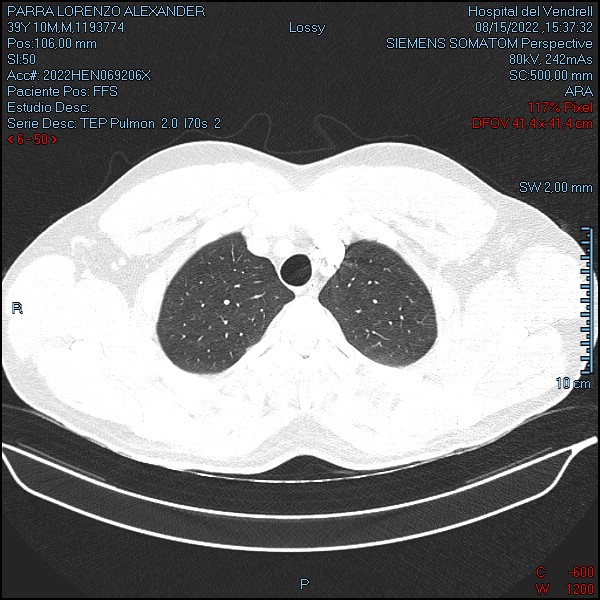 PARRA LORENZO ALEXANDER
39Y 10M,M,1193774
Pos:106,00 mm
SI:50
Acc#: 2022HEN069206X
Paciente Pos: FFS
Estudio Desc:
Serie Desc: TEP Pulmon 2.0 I70s 2
< 6 - 50 >
Lossy
Hospital del Vendrell
08/15/2022 ,15:37:32
SIEMENS SOMATOM Perspective
80kV, 242mAs
SC:500,00 mm
ARA
117% Pixel
DFOV 41,4 x 41,4 cm
SW 2,00 mm
R
10 cm
P
C -600
W 1200